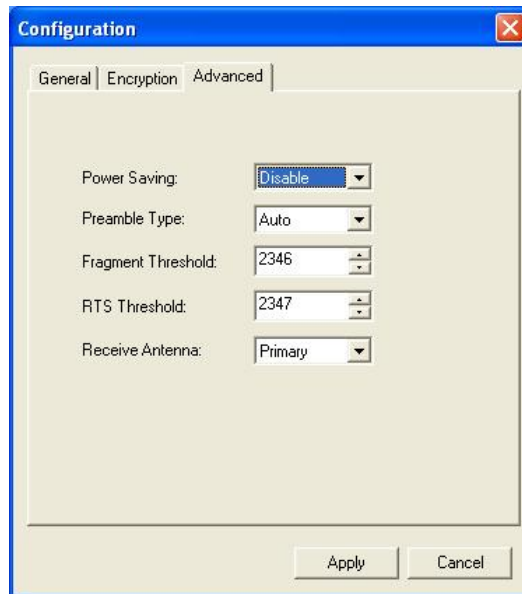 Configuration
General Encryption Advanced
Power Saving: Disable
Preamble Type: Auto
Fragment Threshold: 2346
RTS Threshold: 2347
Receive Antenna: Primary
Apply Cancel